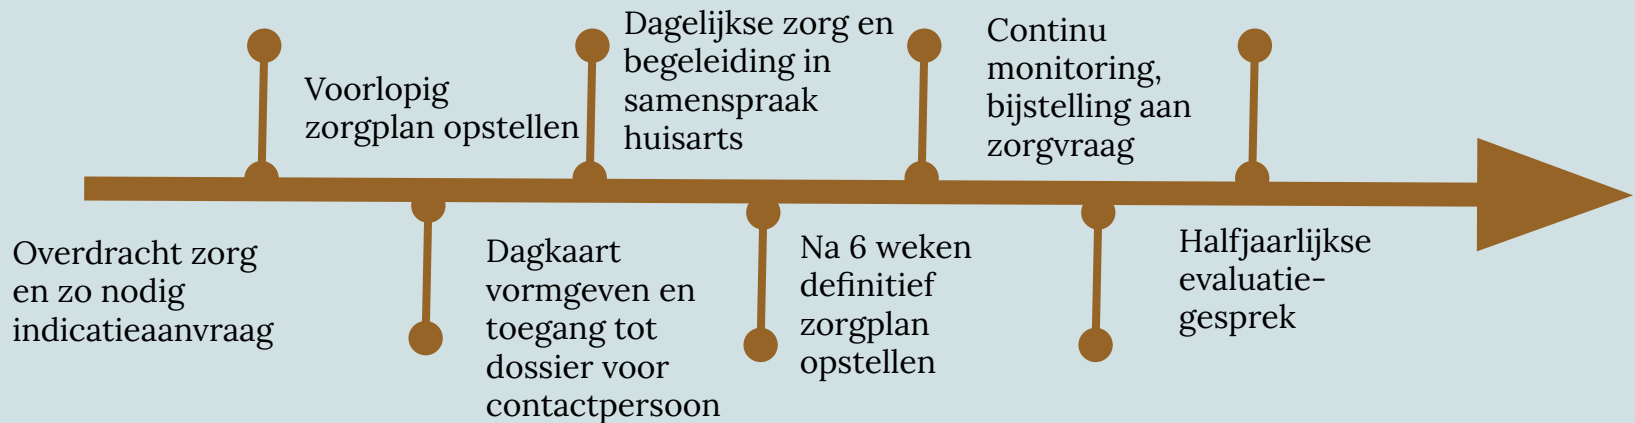 Overdracht zorg
en zo nodig
indicatieaanvraag
Voorlopig
zorgplan opstellen
Dagkaart
vormgeven en
toegang tot
dossier voor
contactpersoon
Dagelijkse zorg en
begeleiding in
samenspraak
huisarts
Na 6 weken
definitief
zorgplan
opstellen
Continu
monitoring,
bijstelling aan
zorgvraag
Halfjaarlijkse
evaluatie-
gesprek